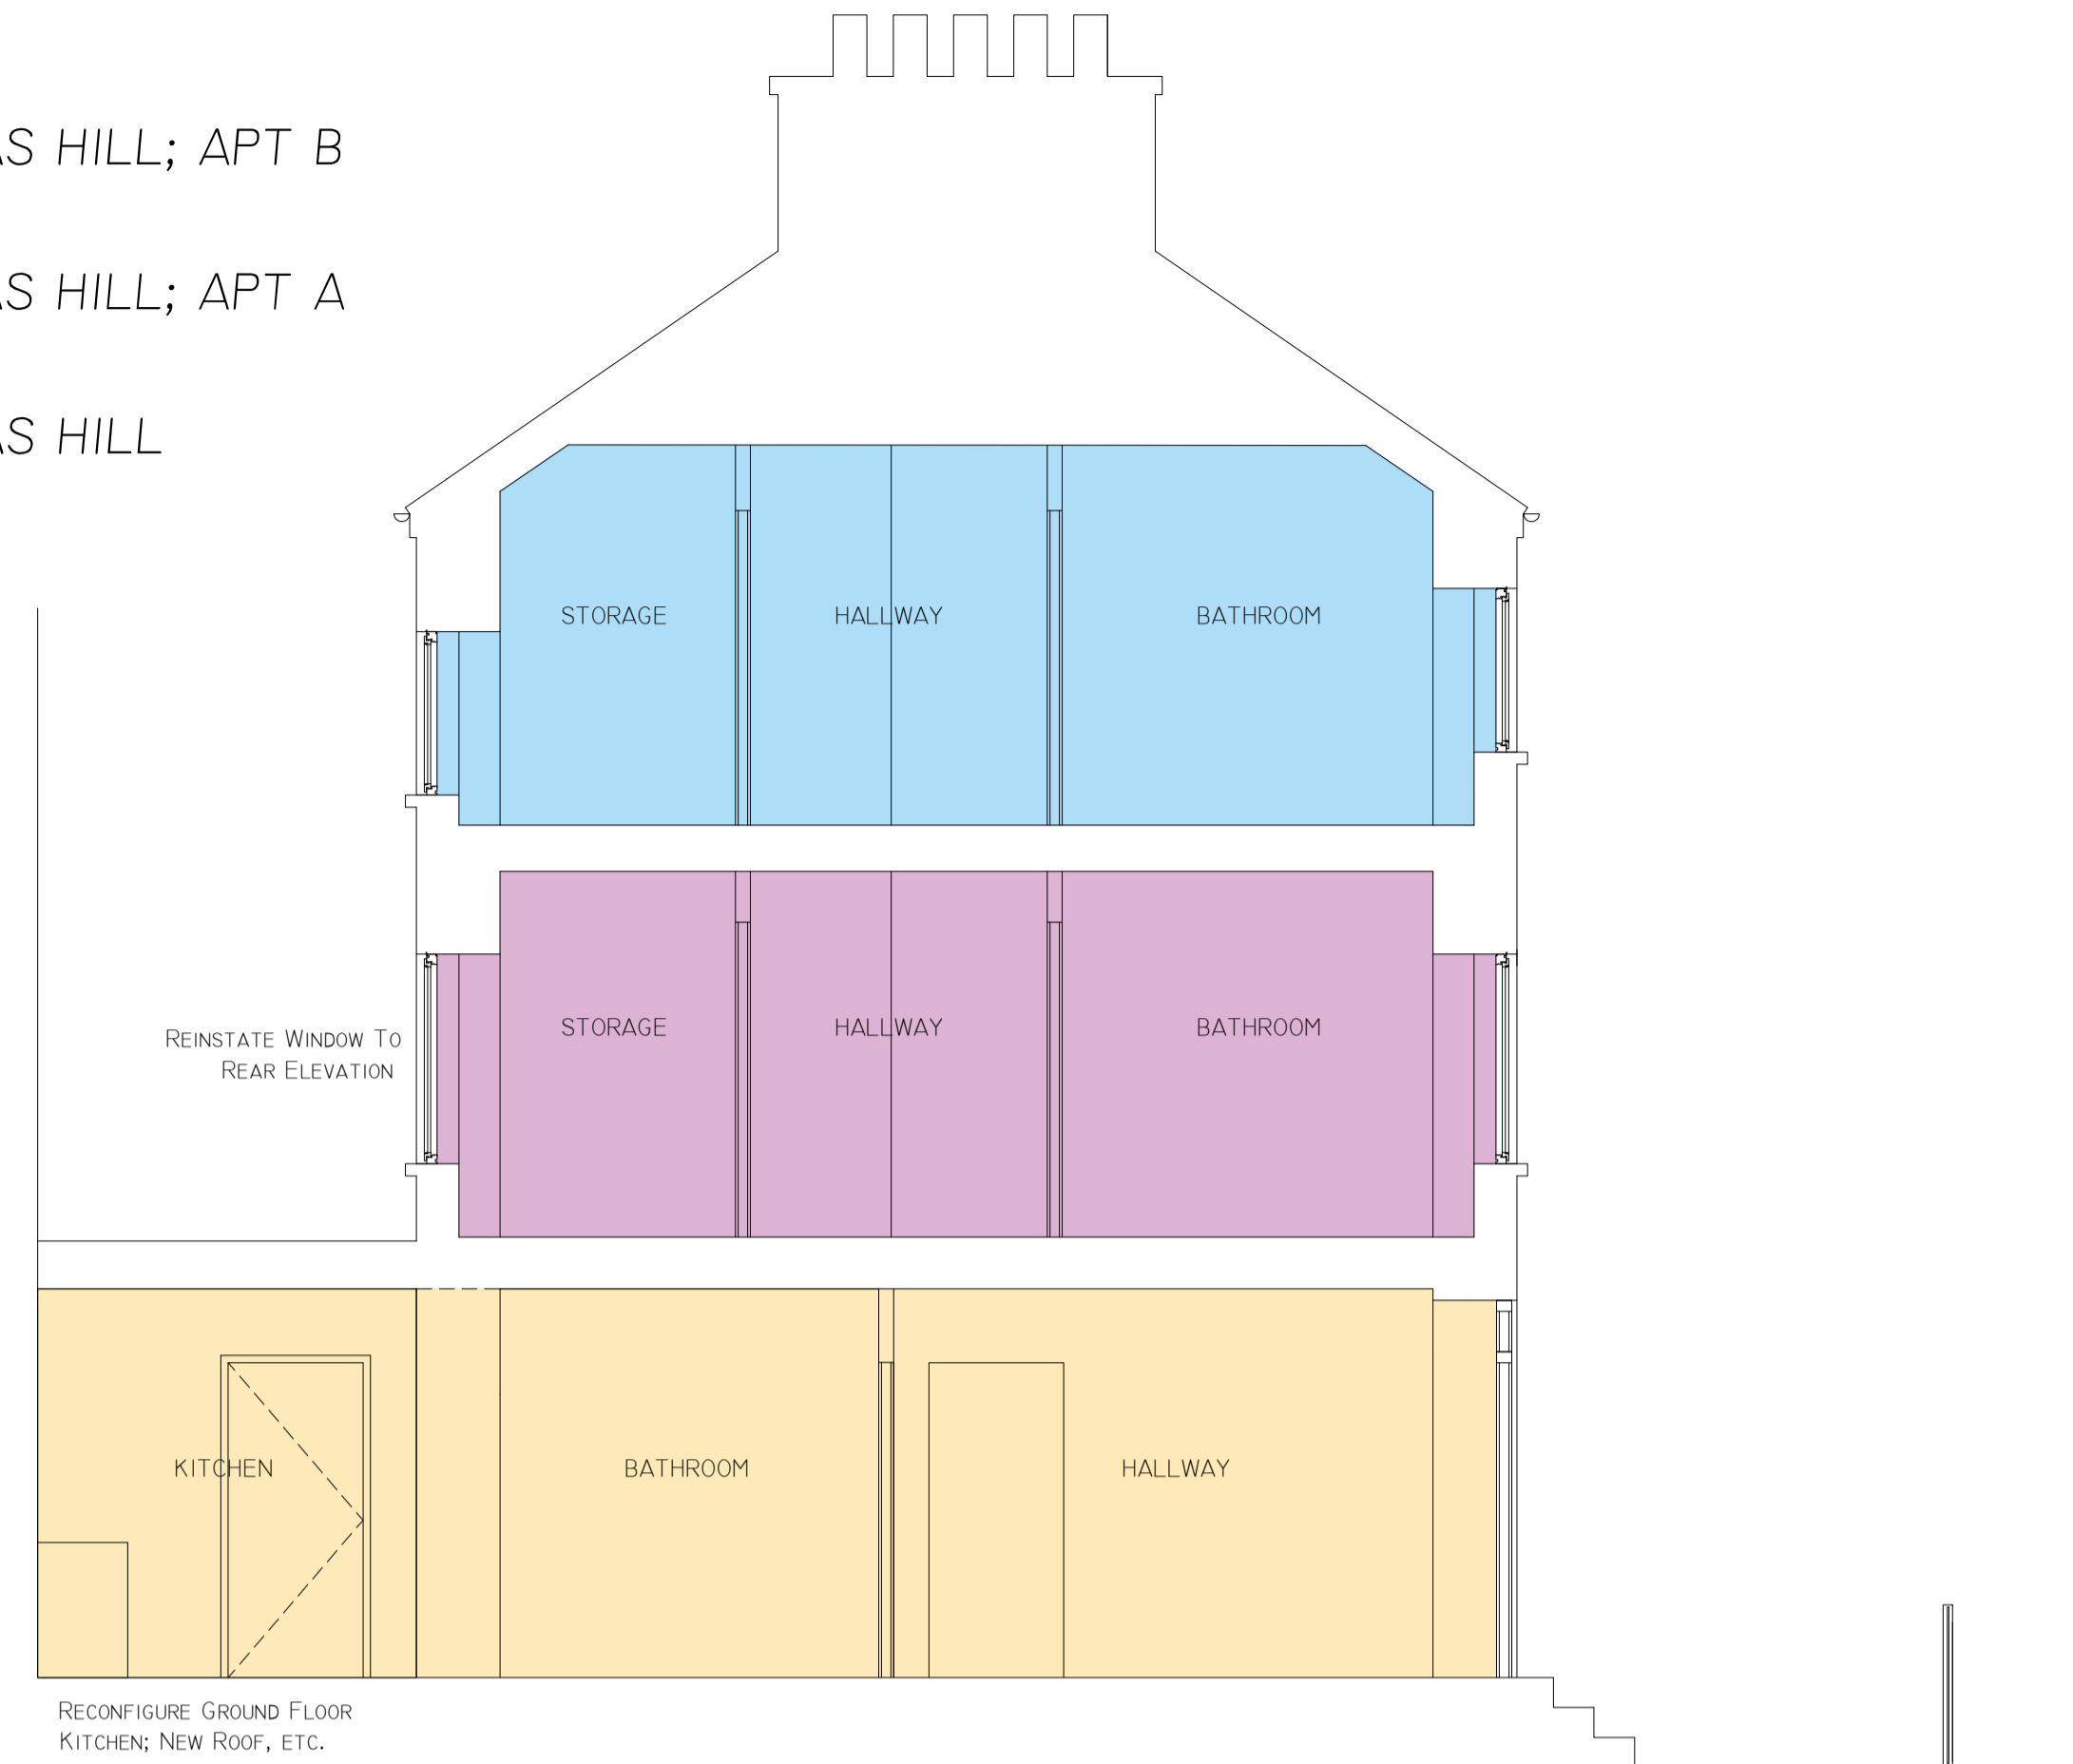 S HILL; APT B
S HILL; APT A
S HILL
STORAGE HALLWAY BATHROOM
STORAGE HALLWAY BATHROOM
REINSTATE WINDOW TO
REAR ELEVATION
KITCHEN BATHROOM HALLWAY
RECONFIGURE GROUND FLOOR
KITCHEN; NEW ROOF, ETC.